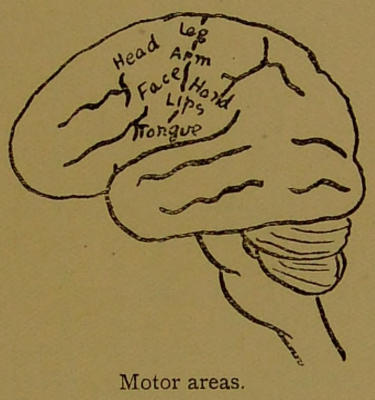 Leg
Head
Arm
Face
Hand
Lips
Tongue
Motor areas.